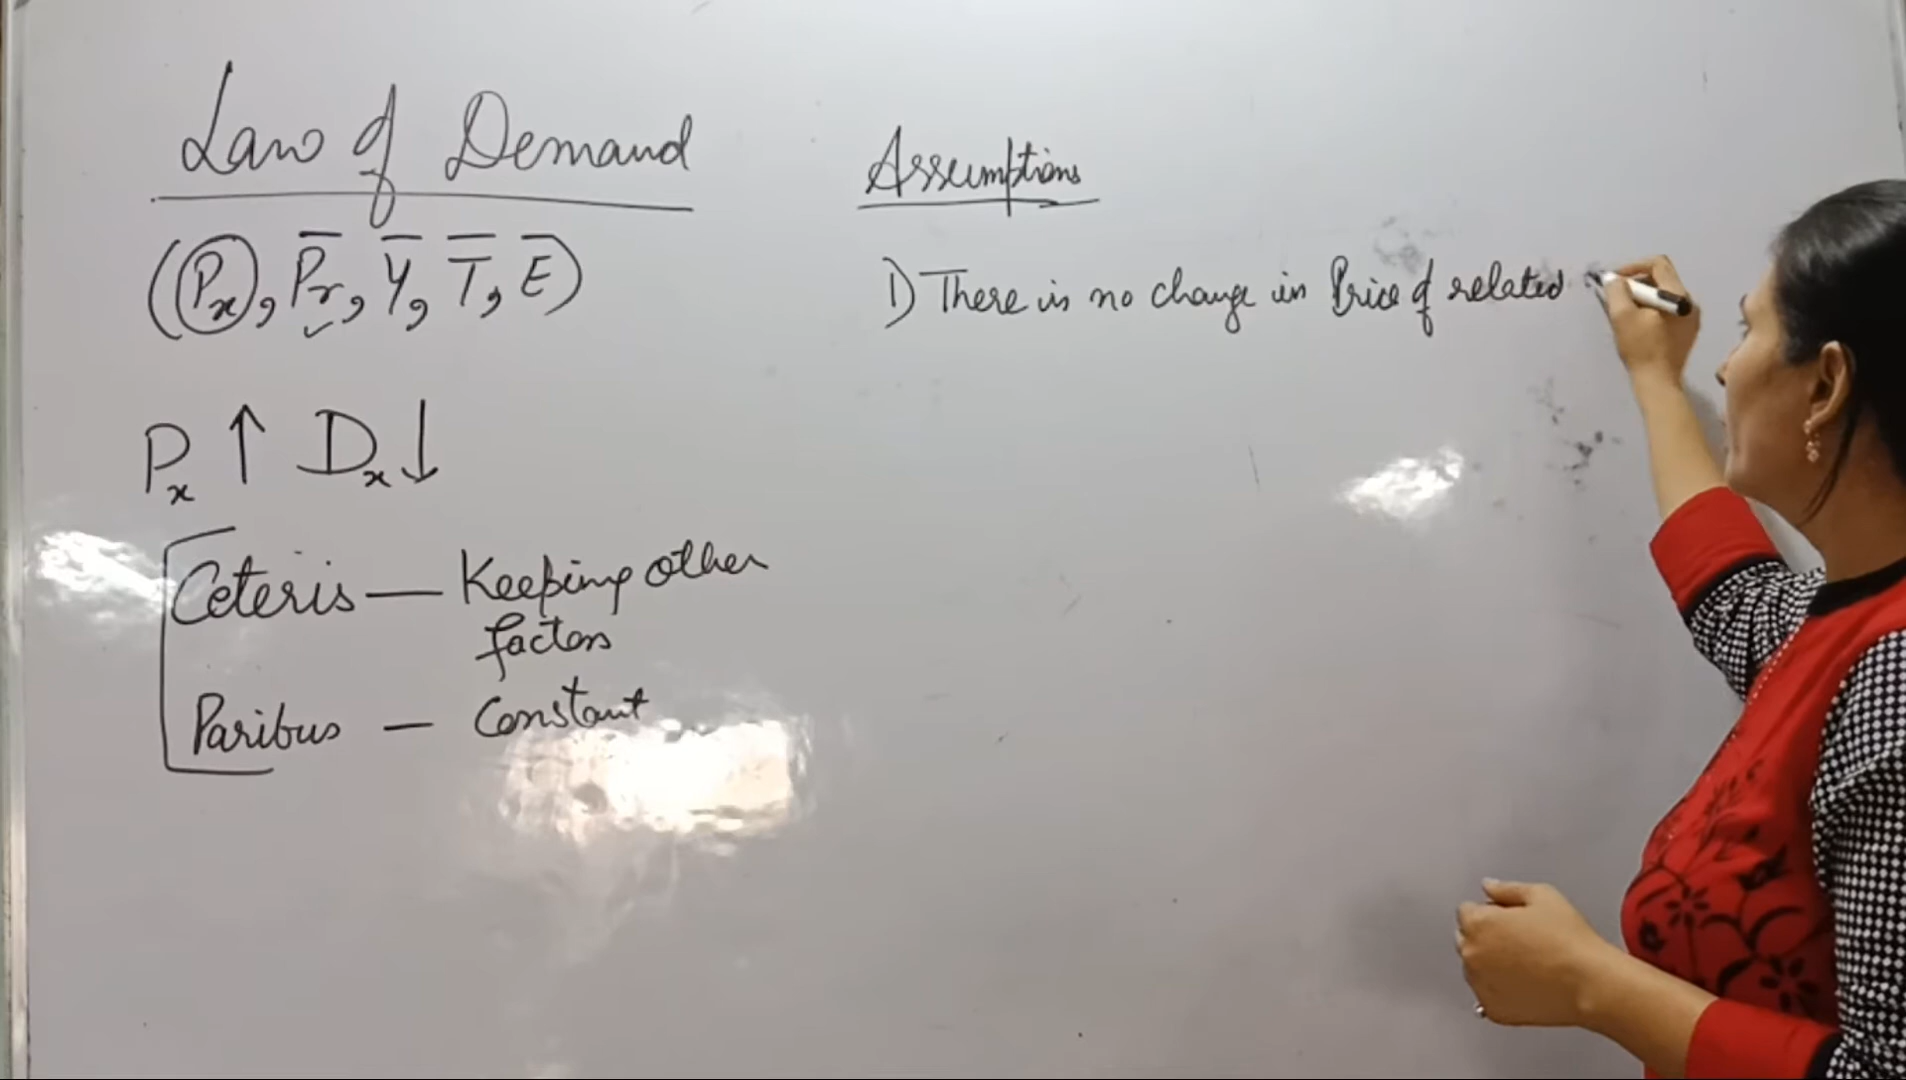 Law of Demand
(Px, P̅r, Y̅, T̅, E̅)
Px ↑ Dx ↓
Ceteris — Keeping other
factors
Paribus — Constant
Assumptions
1) There is no change in Price of related